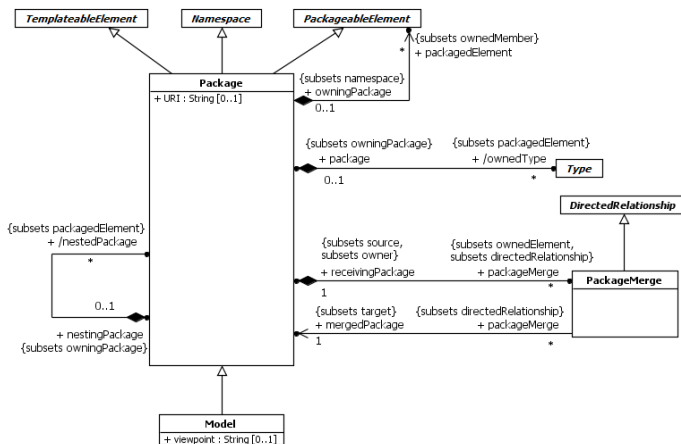 TemplateableElement
Namespace
PackageableElement
{subsets ownedMember}
+ packagedElement
*
Package
+ URI : String [0..1]
{subsets namespace}
+ owningPackage
0..1
{subsets owningPackage}
+ package
0..1
{subsets packagedElement}
+ /ownedType
*
Type
DirectedRelationship
{subsets packagedElement}
+ /nestedPackage
*
0..1
+ nestingPackage
{subsets owningPackage}
{subsets source,
subsets owner}
+ receivingPackage
1
{subsets ownedElement,
subsets directedRelationship}
+ packageMerge
*
PackageMerge
{subsets target}
+ mergedPackage
1
{subsets directedRelationship}
+ packageMerge
*
Model
+ viewpoint : String [0..1]